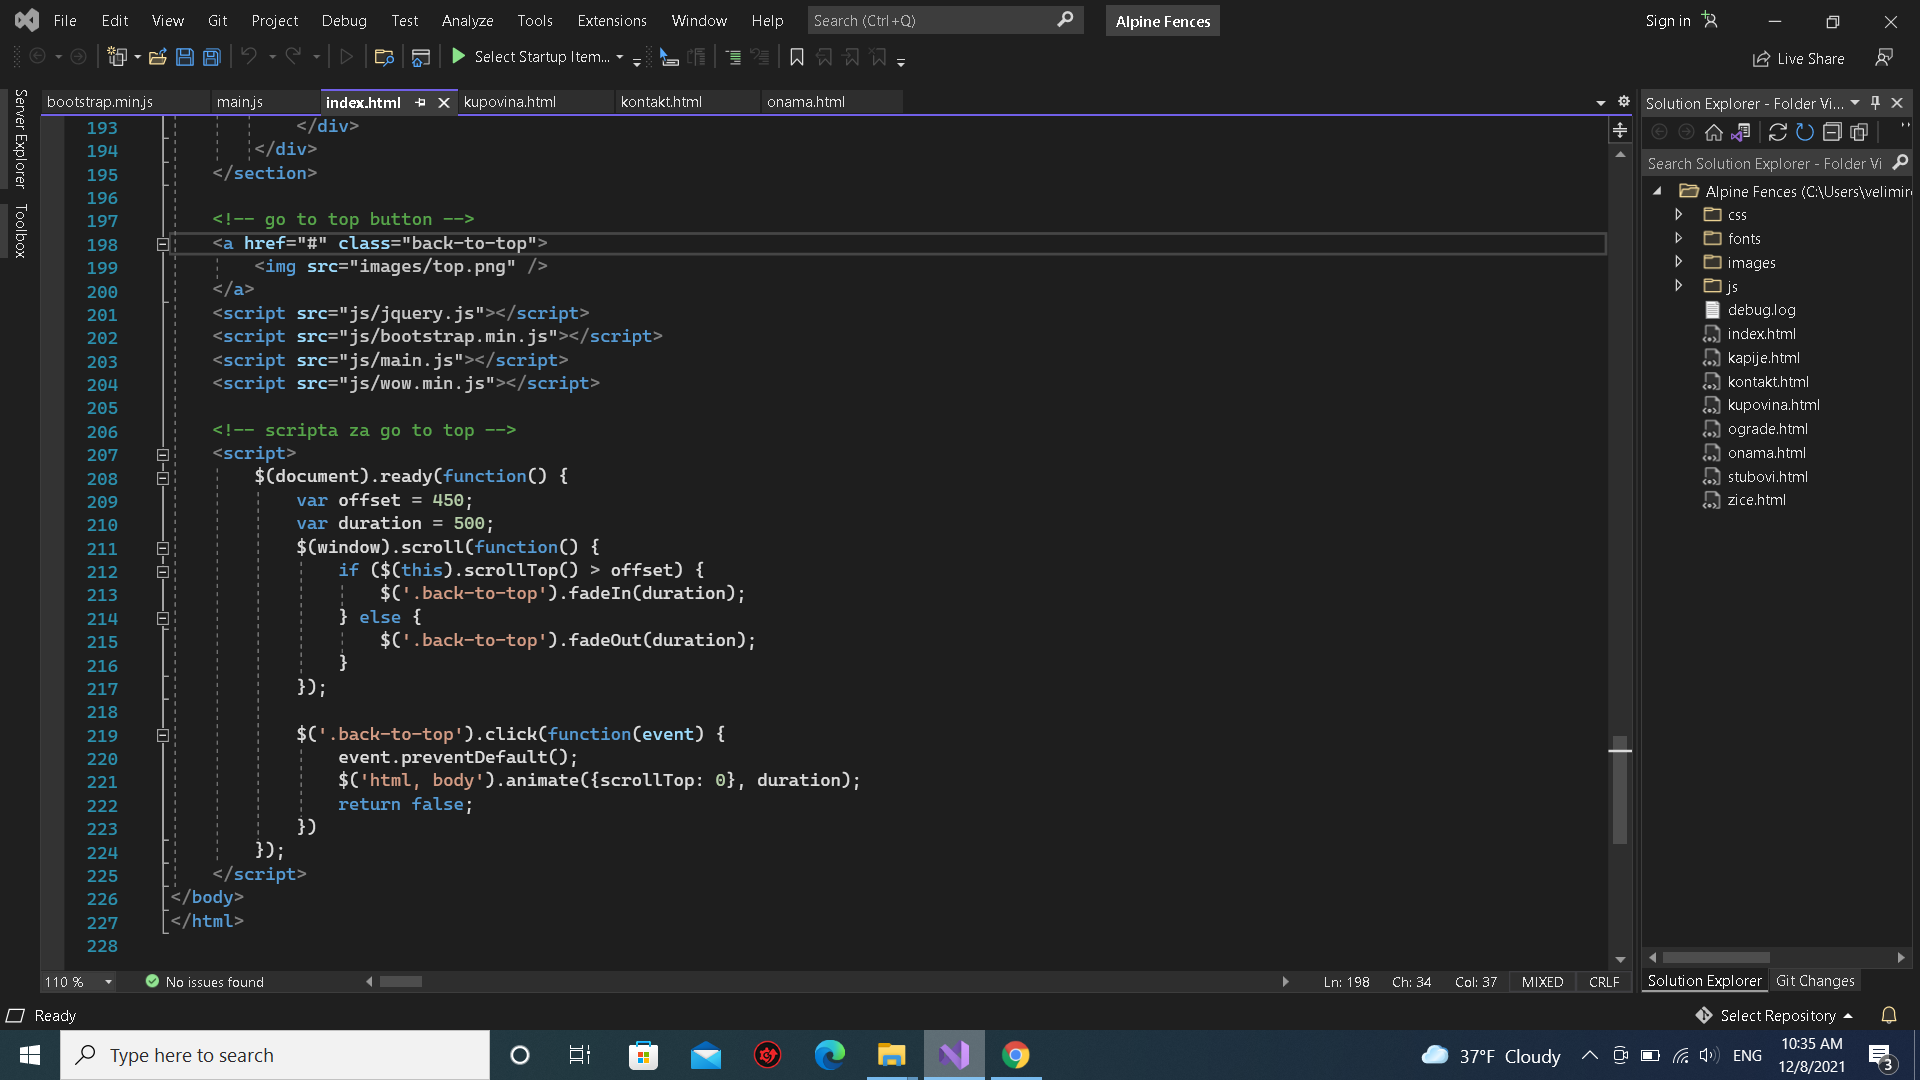 File Edit View Git Project Debug Test Analyze Tools Extensions Window Help Search (Ctrl+Q) Alpine Fences Sign in
Select Startup Item... Live Share
Server Explorer
Toolbox
bootstrap.min.js main.js index.html kupovina.html kontakt.html onama.html
193 </div>
194 </div>
195 </section>
196
197 <!-- go to top button -->
198 <a href="#" class="back-to-top">
199 <img src="images/top.png" />
200 </a>
201 <script src="js/jquery.js"></script>
202 <script src="js/bootstrap.min.js"></script>
203 <script src="js/main.js"></script>
204 <script src="js/wow.min.js"></script>
205
206 <!-- scripta za go to top -->
207 <script>
208 $(document).ready(function() {
209 var offset = 450;
210 var duration = 500;
211 $(window).scroll(function() {
212 if ($(this).scrollTop() > offset) {
213 $('.back-to-top').fadeIn(duration);
214 } else {
215 $('.back-to-top').fadeOut(duration);
216 }
217 });
218
219 $('.back-to-top').click(function(event) {
220 event.preventDefault();
221 $('html, body').animate({scrollTop: 0}, duration);
222 return false;
223 })
224 });
225 </script>
226 </body>
227 </html>
228
110 % No issues found Ln: 198 Ch: 34 Col: 37 MIXED CRLF
Solution Explorer - Folder Vi...
Search Solution Explorer - Folder Vi
Alpine Fences (C:\Users\velimir
css
fonts
images
js
debug.log
index.html
kapije.html
kontakt.html
kupovina.html
ograde.html
onama.html
stubovi.html
zice.html
Solution Explorer Git Changes
Ready Select Repository
Type here to search 37°F Cloudy ENG 10:35 AM
12/8/2021 3